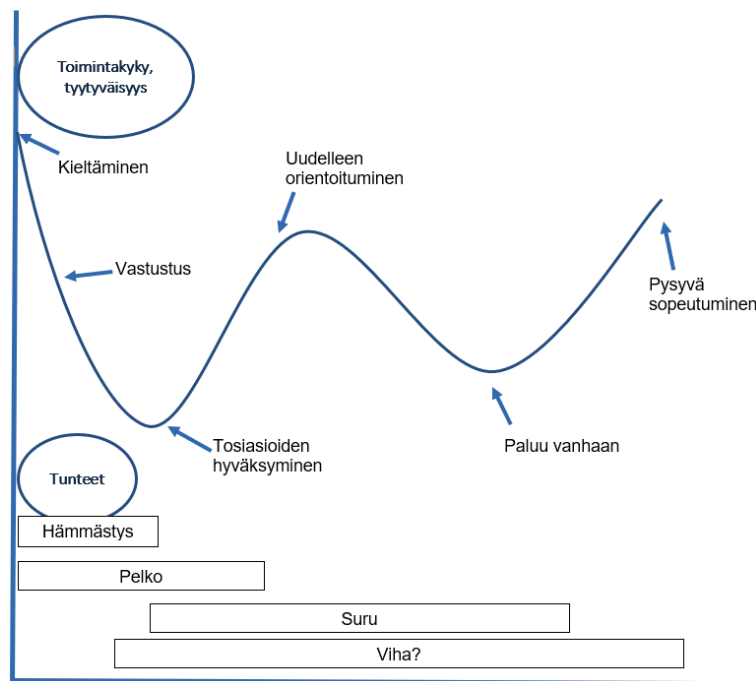 Toimintakyky,
tyytyväisyys
Kieltäminen
Uudelleen
orientoituminen
Vastustus
Pysyvä
sopeutuminen
Tosiasioiden
hyväksyminen
Paluu vanhaan
Tunteet
Hämmästys
Pelko
Suru
Viha?